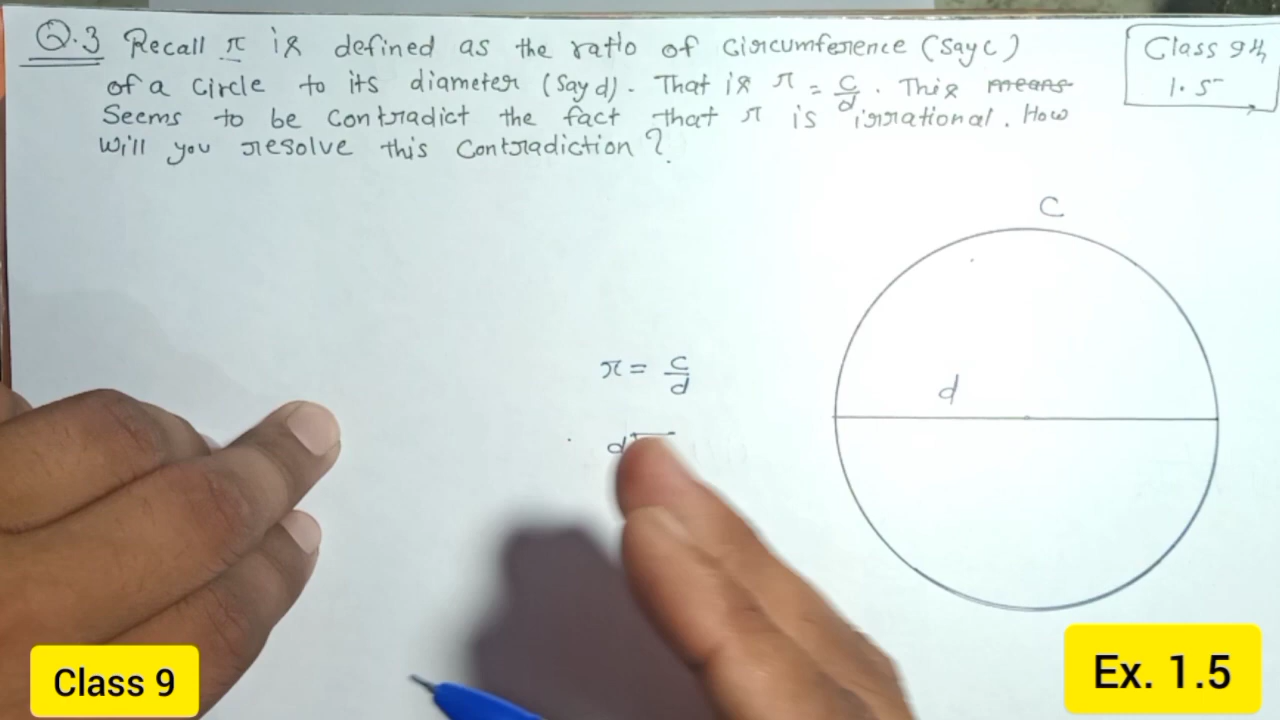 Q.3 Recall π is defined as the ratio of circumference (say c)
of a circle to its diameter (say d). That is π = c/d. This means
Seems to be contradict the fact that π is irrational. How
will you resolve this contradiction?
Class 9th
1.5
C
π = c/d
d
d
Class 9
Ex. 1.5